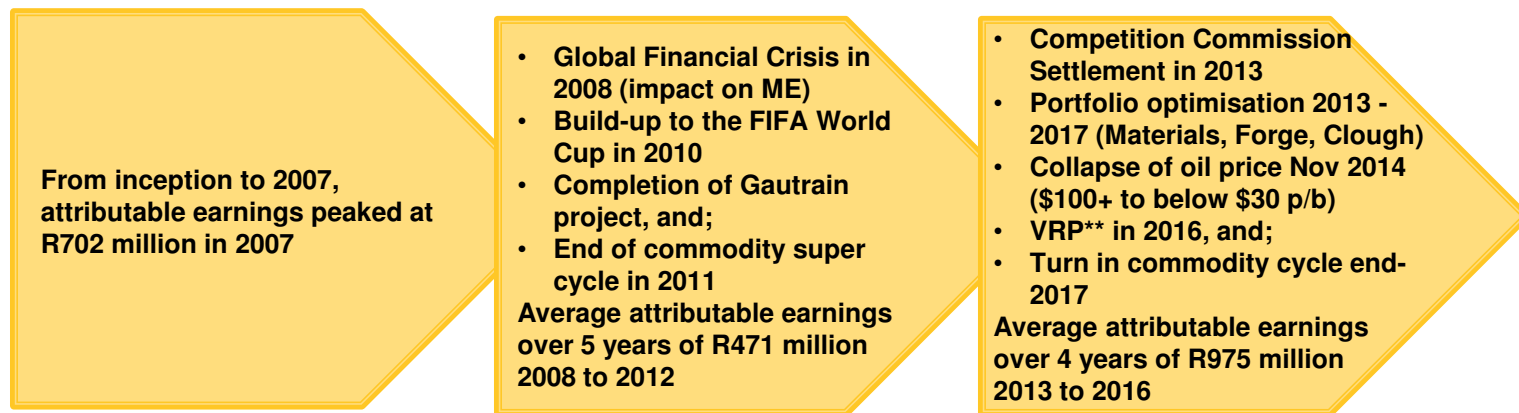 From inception to 2007,
attributable earnings peaked at
R702 million in 2007
• Global Financial Crisis in
2008 (impact on ME)
• Build-up to the FIFA World
Cup in 2010
• Completion of Gautrain
project, and;
• End of commodity super
cycle in 2011
Average attributable earnings
over 5 years of R471 million
2008 to 2012
• Competition Commission
Settlement in 2013
• Portfolio optimisation 2013 -
2017 (Materials, Forge, Clough)
• Collapse of oil price Nov 2014
($100+ to below $30 p/b)
• VRP** in 2016, and;
• Turn in commodity cycle end-
2017
Average attributable earnings
over 4 years of R975 million
2013 to 2016